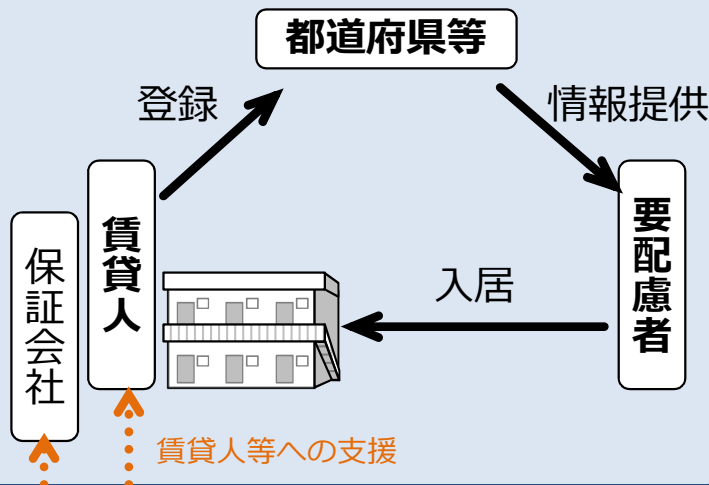 都道府県等
登録
情報提供
賃貸人
保証会社
要配慮者
入居
賃貸人等への支援